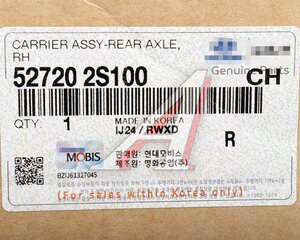 CARRIER ASSY-REAR AXLE,
RH
52720 2S100
Genuine Parts
CH
QTY. 1
MADE IN KOREA
IJ24 / RWXD
R
MOBIS
판매원: 현대모비스
제조원: 평화공업(주)
BZIJ61327045
(For sales within Korea only)